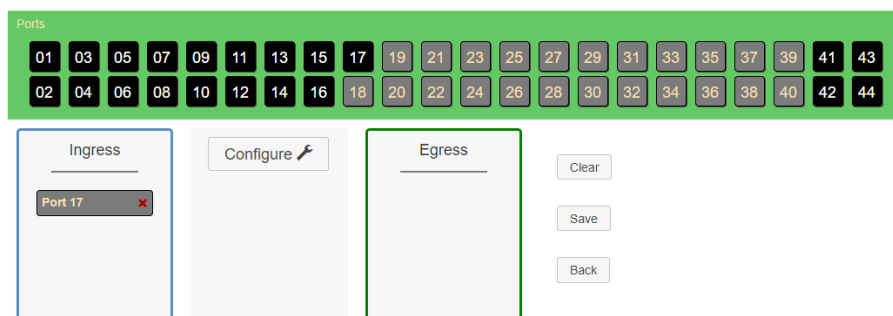 Ports
01 03 05 07 09 11 13 15 17 19 21 23 25 27 29 31 33 35 37 39 41 43
02 04 06 08 10 12 14 16 18 20 22 24 26 28 30 32 34 36 38 40 42 44
Ingress
Configure
Egress
Port 17
Clear
Save
Back